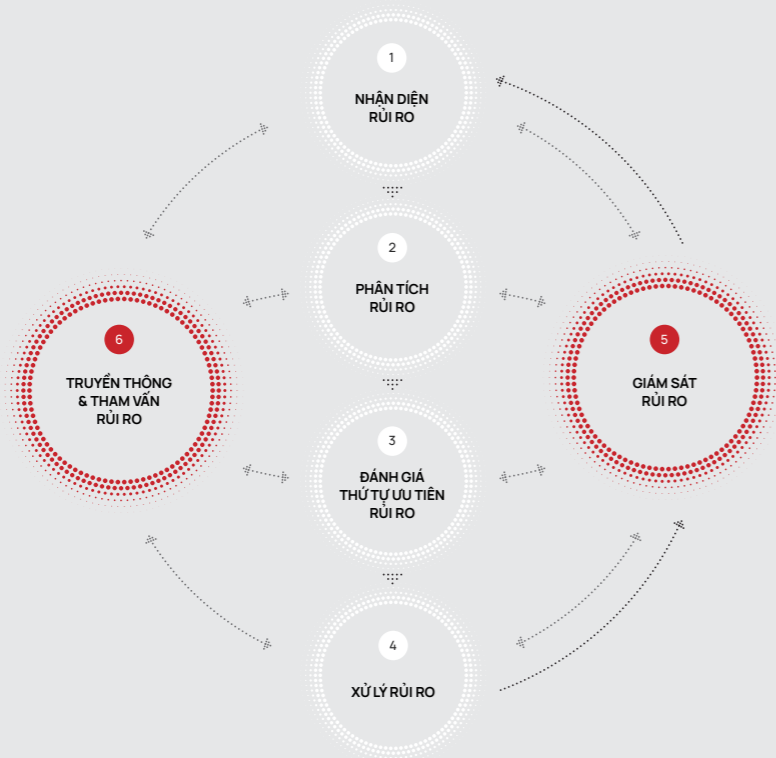 1
NHẬN DIỆN
RỦI RO
2
PHÂN TÍCH
RỦI RO
3
ĐÁNH GIÁ
THỨ TỰ ƯU TIÊN
RỦI RO
4
XỬ LÝ RỦI RO
5
GIÁM SÁT
RỦI RO
6
TRUYỀN THÔNG
& THAM VẤN
RỦI RO